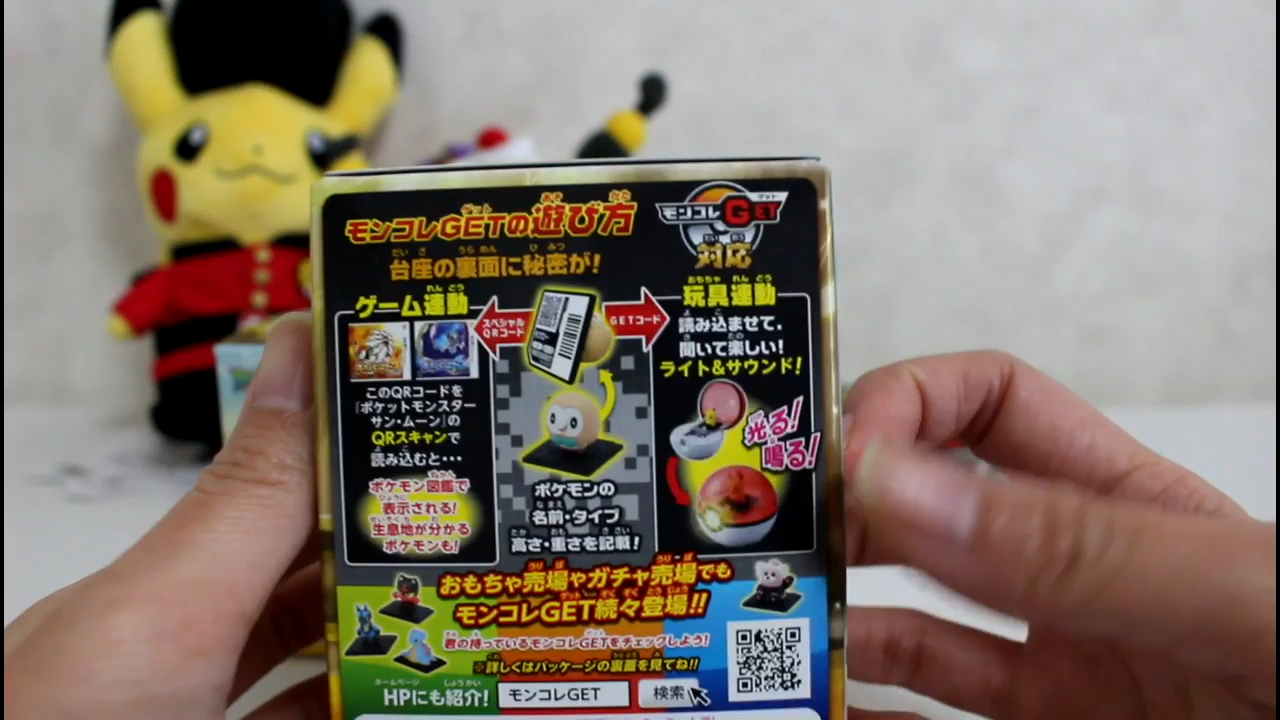 モンコレGETの遊び方
台座の裏面に秘密が!
モンコレGET
対応
ゲーム連動
スペシャル
QRコード
GETコード
玩具連動
このQRコードを
『ポケットモンスター
サン・ムーン』の
QRスキャンで
読み込むと・・・
ポケモン図鑑で
表示される!
生息地が分かる
ポケモンも!
ポケモンの
名前・タイプ
高さ・重さを記載!
読み込ませて、
聞いて楽しい!
ライト&サウンド!
光る!
鳴る!
おもちゃ売場やガチャ売場でも
モンコレGET続々登場!!
君の持っているモンコレGETをチェックしよう!
※詳しくはパッケージの裏蓋を見てね!!
HPにも紹介!
モンコレGET
検索